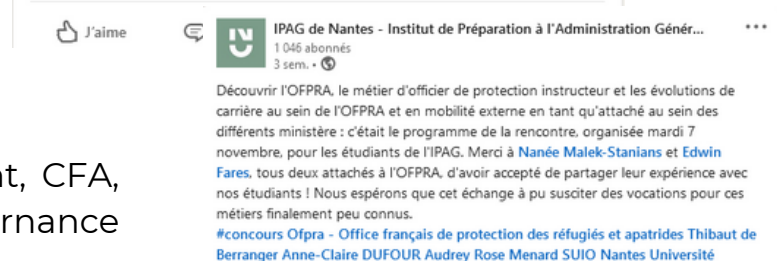 J'aime
IPAG de Nantes - Institut de Préparation à l'Administration Génér...
1 046 abonnés
3 sem. •
Découvrir l'OFPRA, le métier d'officier de protection instructeur et les évolutions de
carrière au sein de l'OFPRA et en mobilité externe en tant qu'attaché au sein des
différents ministère : c'était le programme de la rencontre, organisée mardi 7
novembre, pour les étudiants de l'IPAG. Merci à Nanée Malek-Stanians et Edwin
Fares, tous deux attachés à l'OFPRA, d'avoir accepté de partager leur expérience avec
nos étudiants ! Nous espérons que cet échange à pu susciter des vocations pour ces
métiers finalement peu connus.
#concours Ofpra - Office français de protection des réfugiés et apatrides Thibaut de
Berranger Anne-Claire DUFOUR Audrey Rose Menard SUIO Nantes Université
t, CFA,
rnance